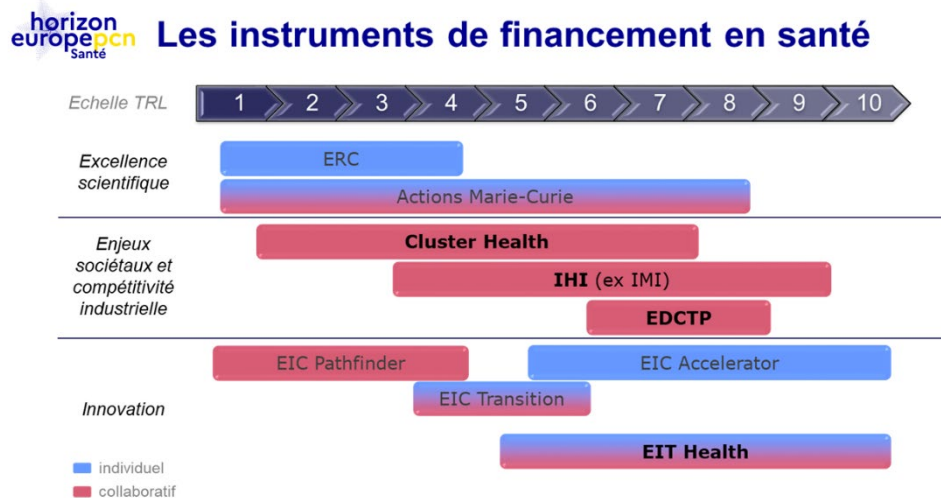 horizon
europepcn
Santé
Les instruments de financement en santé
Echelle TRL
1 2 3 4 5 6 7 8 9 10
Excellence
scientifique
ERC
Actions Marie-Curie
Enjeux
sociétaux et
compétitivité
industrielle
Cluster Health
IHI (ex IMI)
EDCTP
Innovation
EIC Pathfinder
EIC Accelerator
EIC Transition
EIT Health
individuel
collaboratif